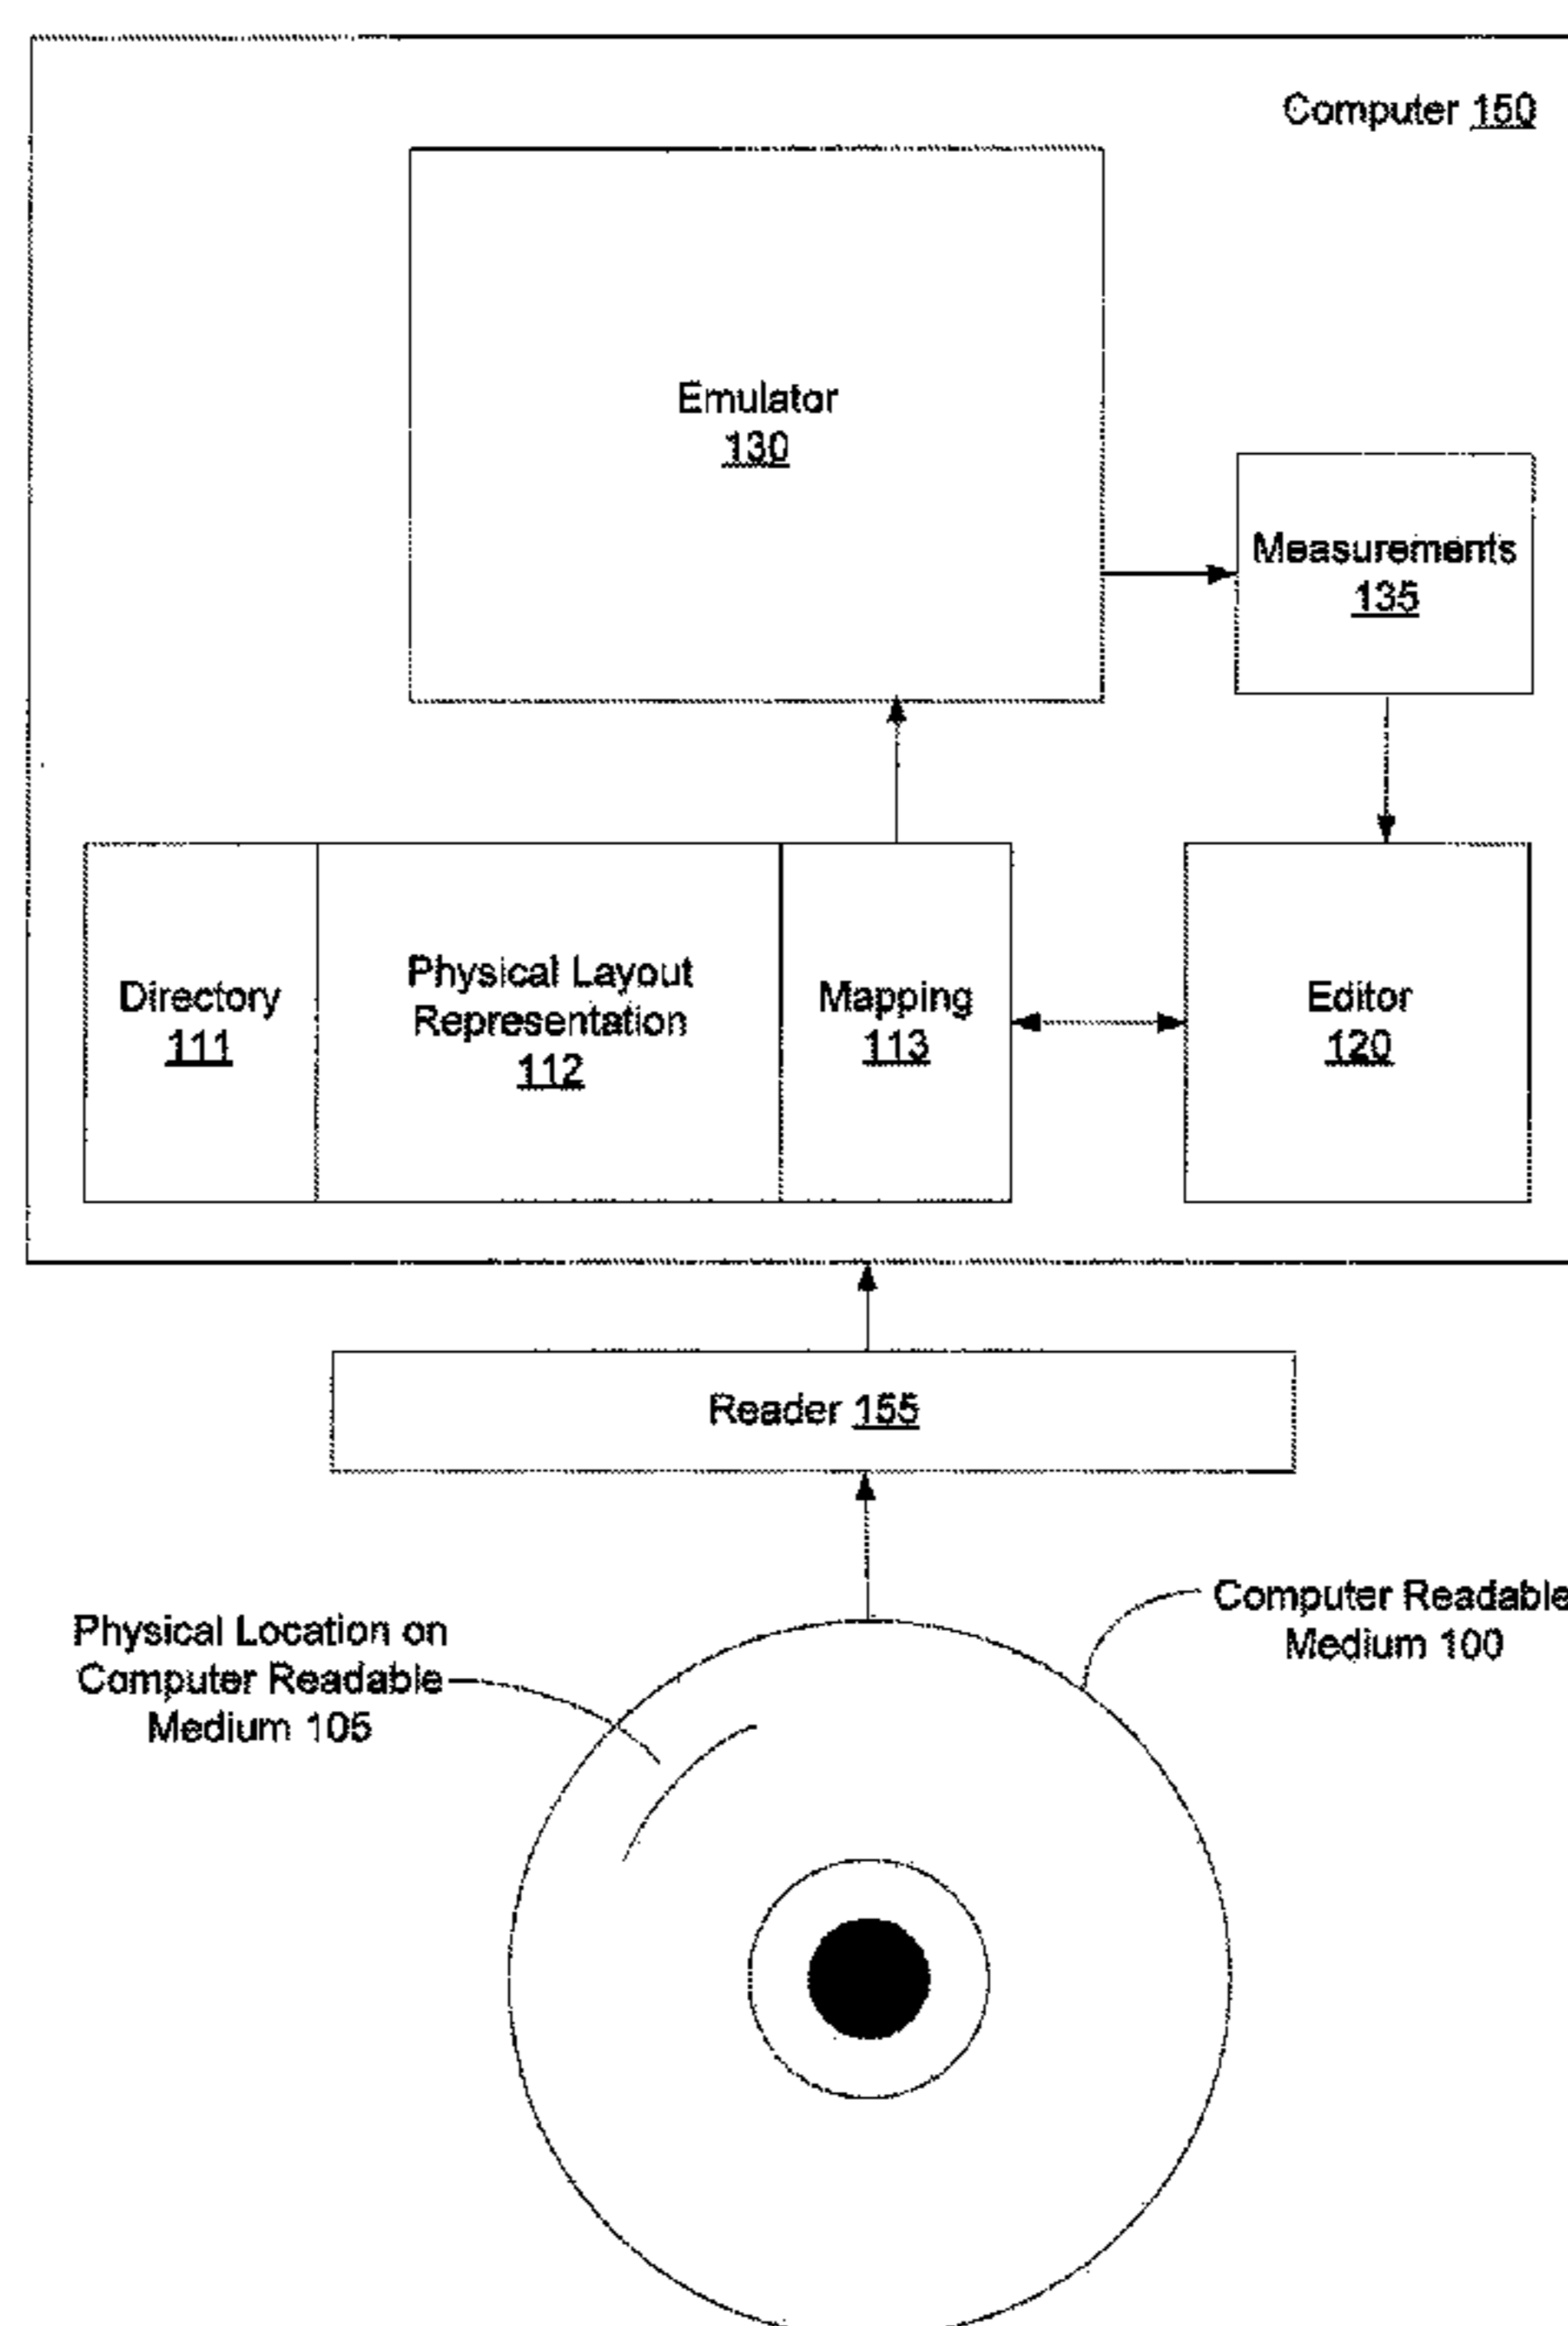 Computer 150
Emulator
130
Measurements
135
Directory
111
Physical Layout
Representation
112
Mapping
113
Editor
120
Reader 155
Physical Location on
Computer Readable
Medium 105
Computer Readable
Medium 100